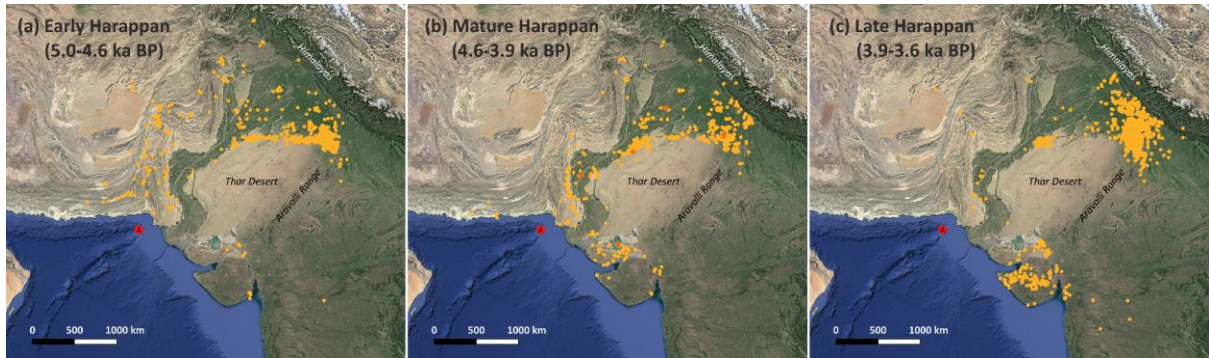 (a) Early Harappan
(5.0-4.6 ka BP)
Himalayas
Thar Desert
Aravalli Range
A
0 500 1000 km
(b) Mature Harappan
(4.6-3.9 ka BP)
Himalayas
Thar Desert
Aravalli Range
A
0 500 1000 km
(c) Late Harappan
(3.9-3.6 ka BP)
Himalayas
Thar Desert
Aravalli Range
A
0 500 1000 km